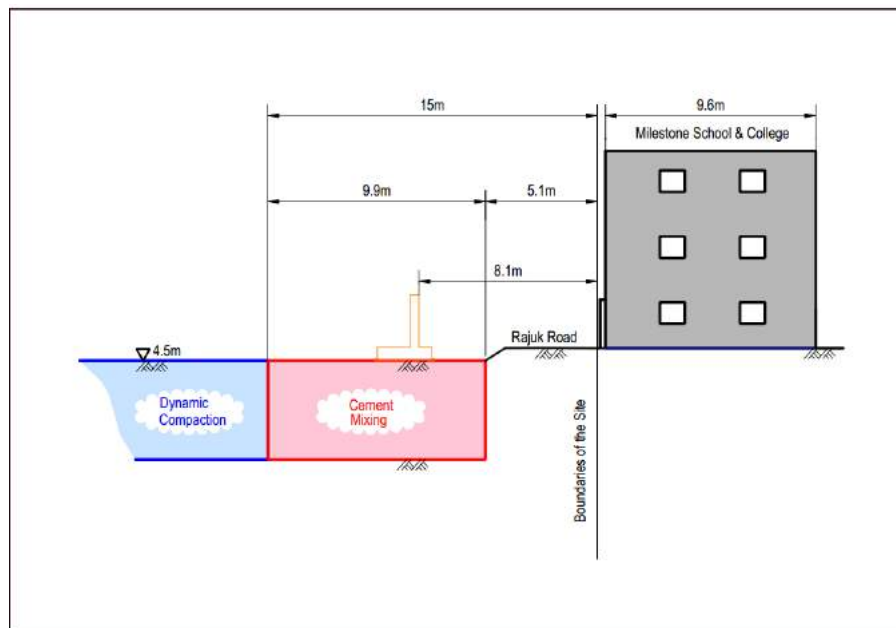 15m
9.6m
Milestone School & College
9.9m
5.1m
8.1m
Rajuk Road
4.5m
Dynamic
Compaction
Cement
Mixing
Boundaries of the Site